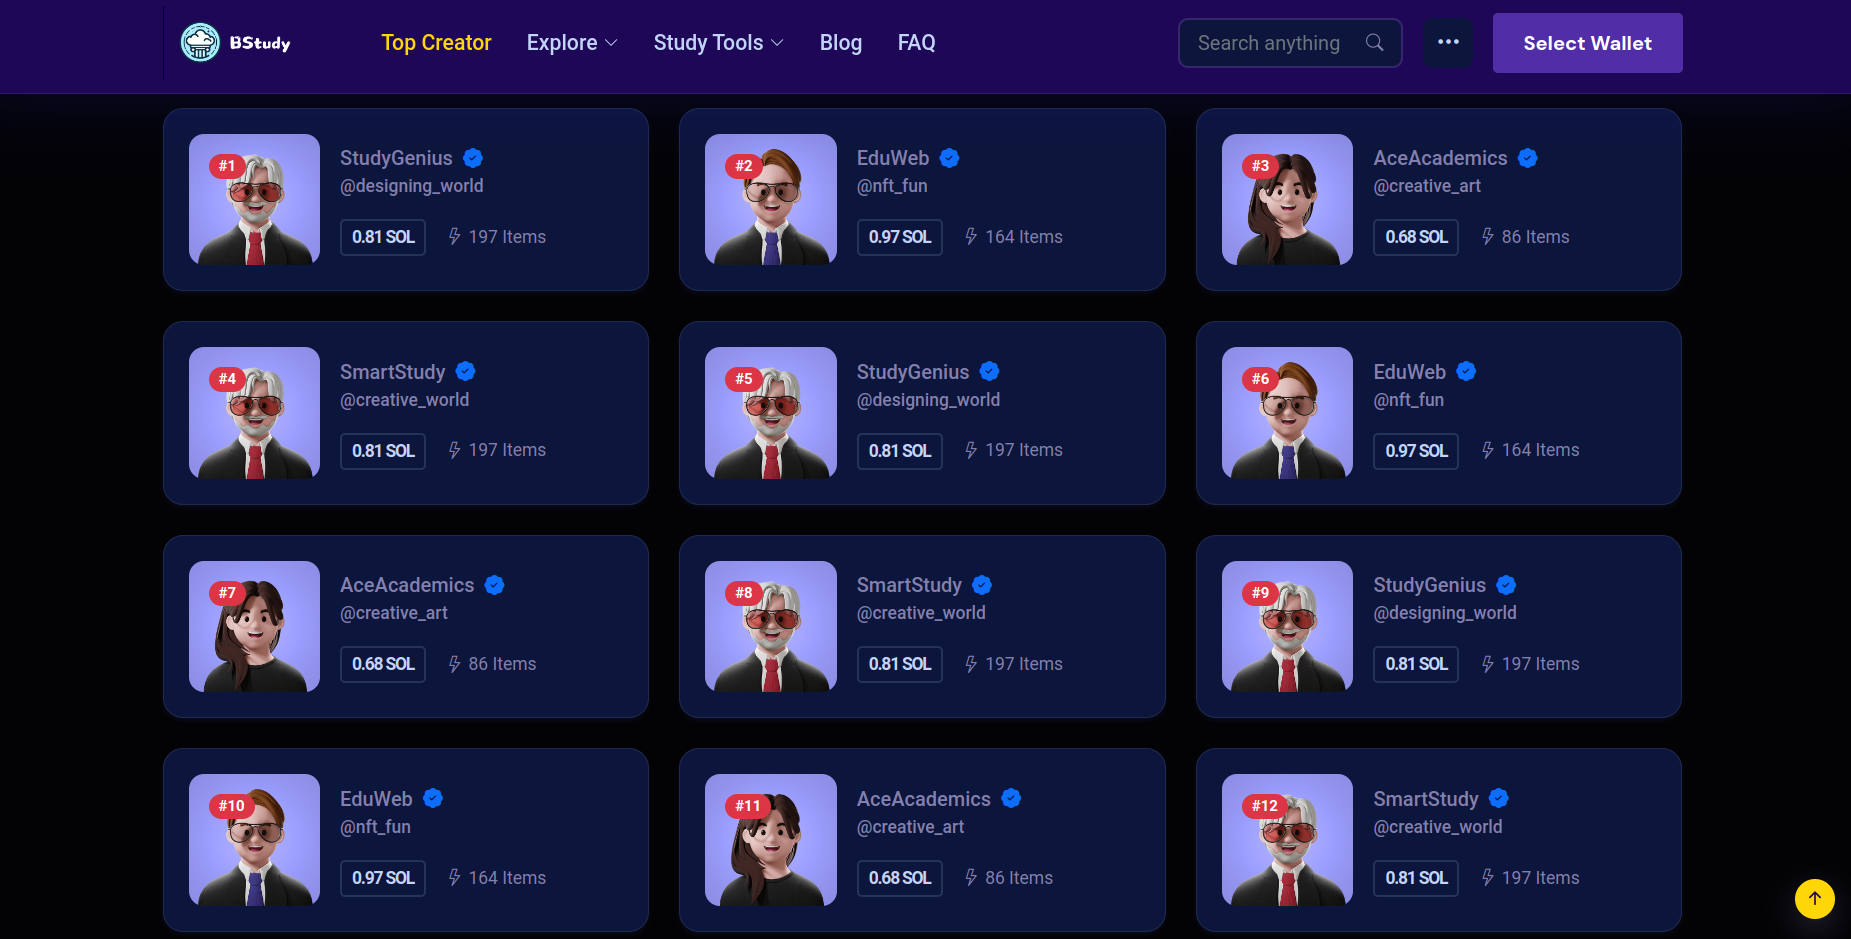 BStudy
Top Creator
Explore
Study Tools
Blog
FAQ
Search anything
Select Wallet
#1
StudyGenius
@designing_world
0.81 SOL
197 Items
#2
EduWeb
@nft_fun
0.97 SOL
164 Items
#3
AceAcademics
@creative_art
0.68 SOL
86 Items
#4
SmartStudy
@creative_world
0.81 SOL
197 Items
#5
StudyGenius
@designing_world
0.81 SOL
197 Items
#6
EduWeb
@nft_fun
0.97 SOL
164 Items
#7
AceAcademics
@creative_art
0.68 SOL
86 Items
#8
SmartStudy
@creative_world
0.81 SOL
197 Items
#9
StudyGenius
@designing_world
0.81 SOL
197 Items
#10
EduWeb
@nft_fun
0.97 SOL
164 Items
#11
AceAcademics
@creative_art
0.68 SOL
86 Items
#12
SmartStudy
@creative_world
0.81 SOL
197 Items